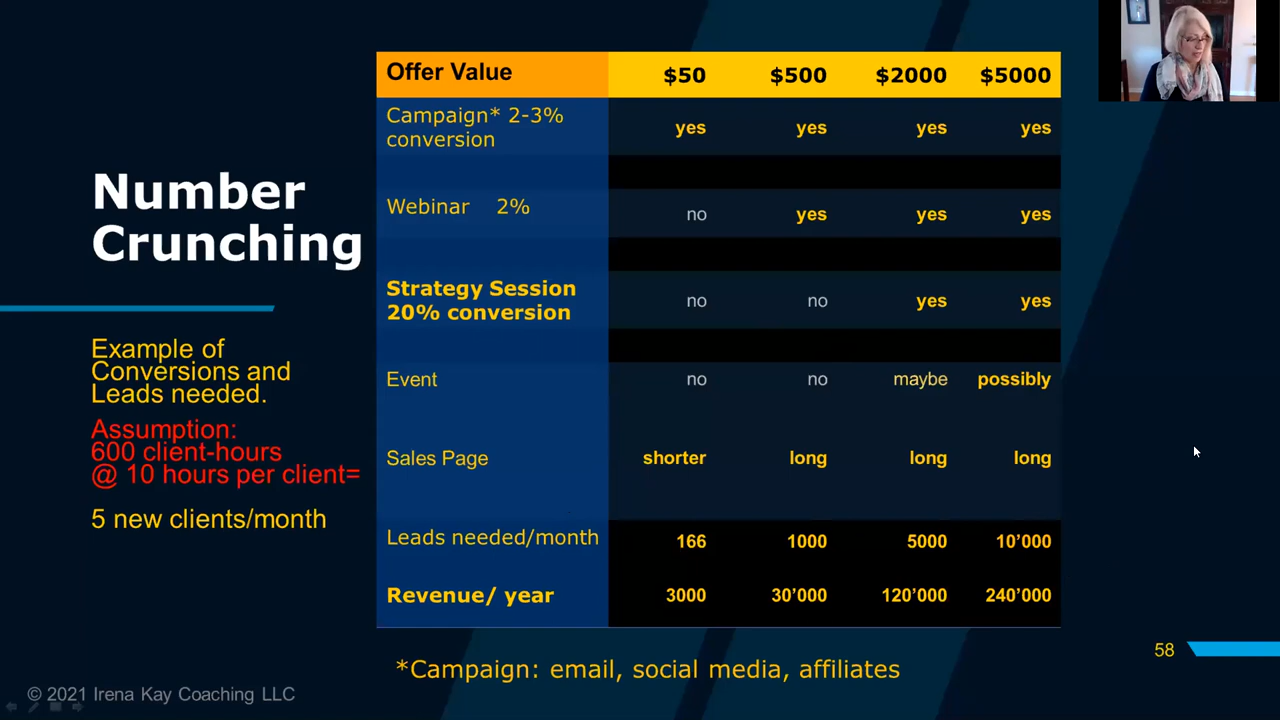 Number
Crunching
Example of
Conversions and
Leads needed.
Assumption:
600 client-hours
@ 10 hours per client=
5 new clients/month
Offer Value $50 $500 $2000 $5000
Campaign* 2-3%
conversion yes yes yes yes
Webinar 2% no yes yes yes
Strategy Session
20% conversion no no yes yes
Event no no maybe possibly
Sales Page shorter long long long
Leads needed/month 166 1000 5000 10’000
Revenue/ year 3000 30’000 120’000 240’000
*Campaign: email, social media, affiliates
58
© 2021 Irena Kay Coaching LLC